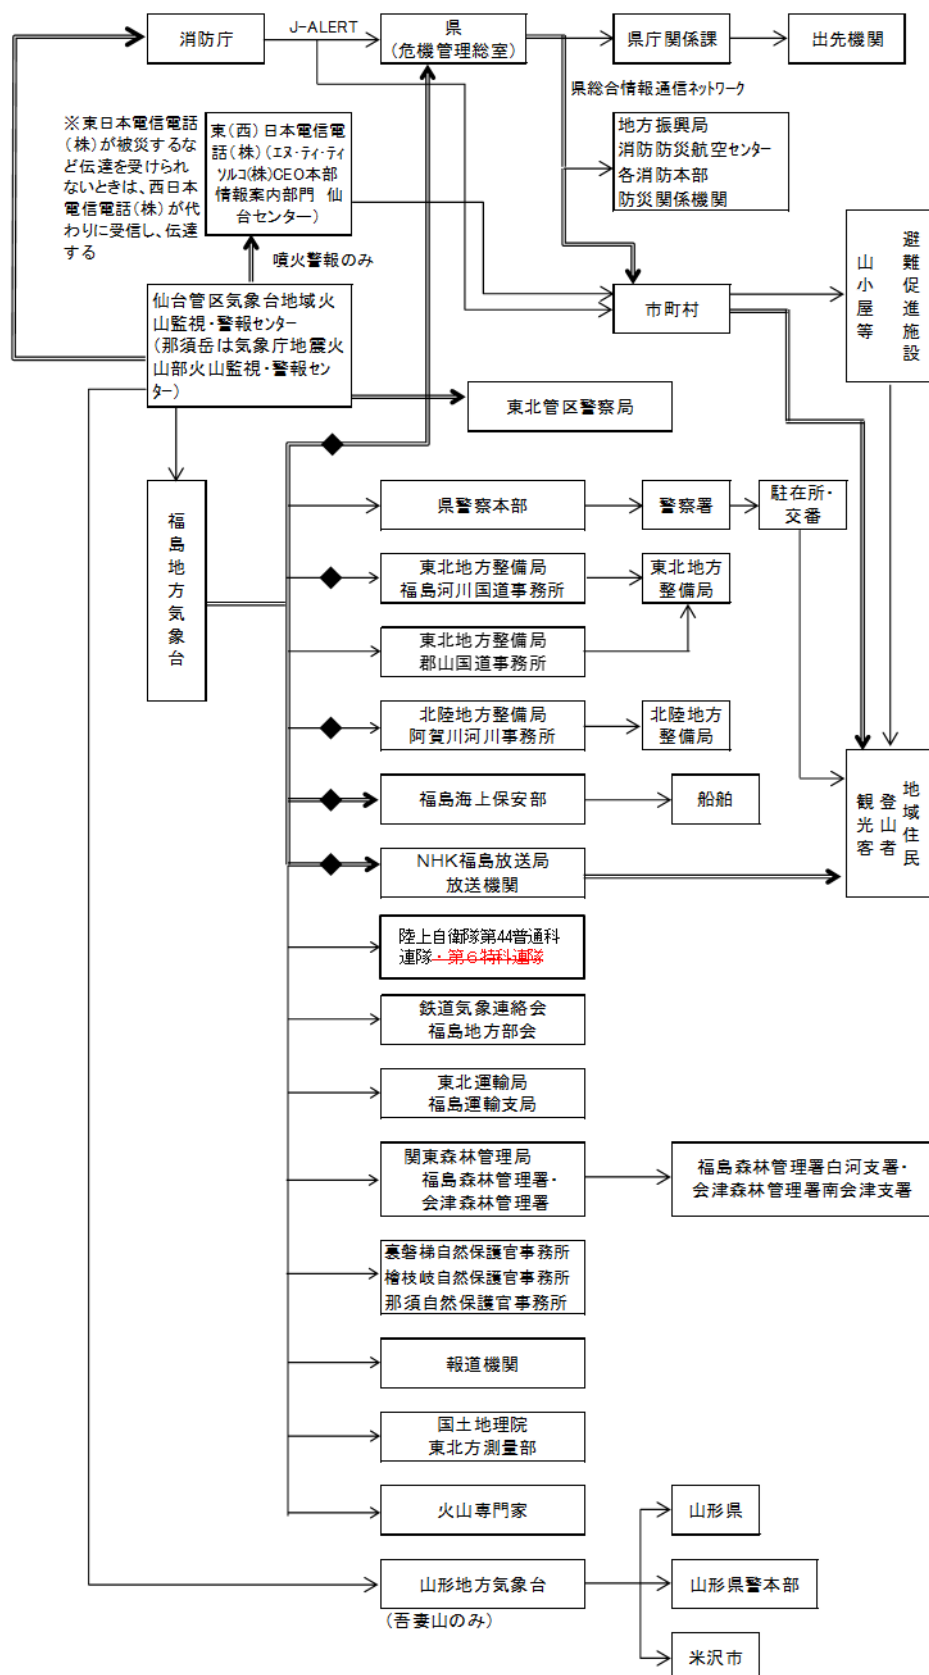 消防庁
J-ALERT
県
(危機管理総室)
県庁関係課
出先機関
県総合情報通信ネットワーク
※東日本電信電話
(株)が被災するな
ど伝達を受けられ
ないときは、西日本
電信電話(株)が代
わりに受信し、伝達
する
東(西)日本電信電
話(株)(エヌ・ティ・ティ
ソルコ(株)CEO本部
情報案内部門 仙
台センター)
地方振興局
消防防災航空センター
各消防本部
防災関係機関
噴火警報のみ
避難促進施設
山小屋等
仙台管区気象台地域火
山監視・警報センター
(那須岳は気象庁地震火
山部火山監視・警報セン
ター)
市町村
東北管区警察局
福島地方気象台
県警察本部
警察署
駐在所・
交番
東北地方整備局
福島河川国道事務所
東北地方
整備局
東北地方整備局
郡山国道事務所
北陸地方整備局
阿賀川河川事務所
北陸地方
整備局
福島海上保安部
船舶
地域住民
登山者
観光客
NHK福島放送局
放送機関
陸上自衛隊第44普通科
連隊・第6特科連隊
鉄道気象連絡会
福島地方部会
東北運輸局
福島運輸支局
関東森林管理局
福島森林管理署・
会津森林管理署
福島森林管理署白河支署・
会津森林管理署南会津支署
裏磐梯自然保護官事務所
檜枝岐自然保護官事務所
那須自然保護官事務所
報道機関
国土地理院
東北方測量部
火山専門家
山形県
山形地方気象台
(吾妻山のみ)
山形県警本部
米沢市